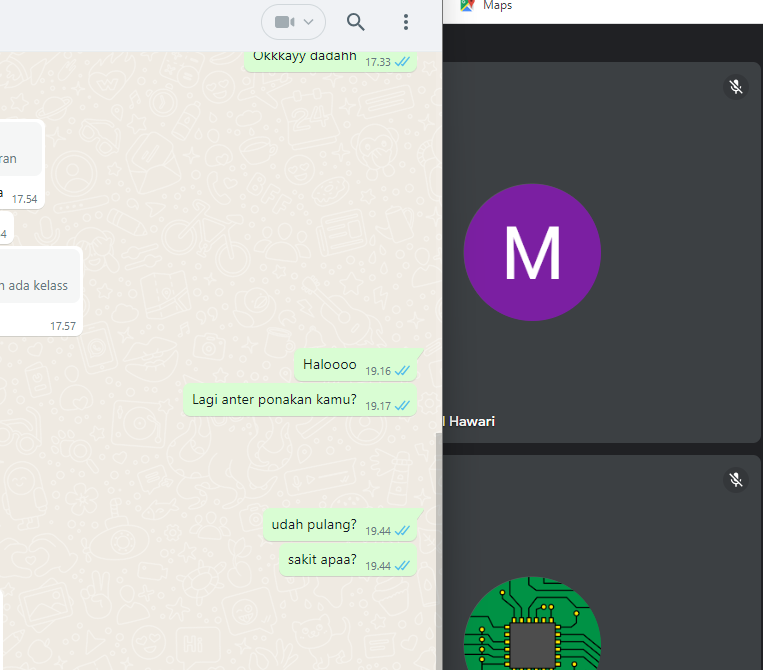 Maps
Okkkayy dadahh 17.33
ran
a 17.54
4
n ada kelass
17.57
Haloooo 19.16
Lagi anter ponakan kamu? 19.17
udah pulang? 19.44
sakit apaa? 19.44
M
l Hawari